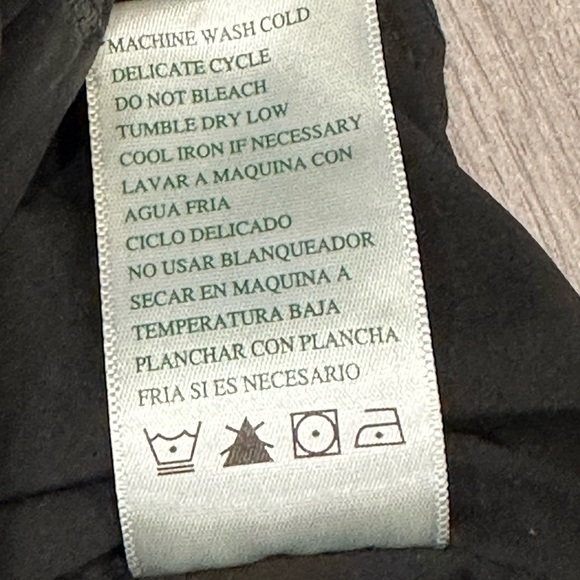 MACHINE WASH COLD
DELICATE CYCLE
DO NOT BLEACH
TUMBLE DRY LOW
COOL IRON IF NECESSARY
LAVAR A MAQUINA CON
AGUA FRIA
CICLO DELICADO
NO USAR BLANQUEADOR
SECAR EN MAQUINA A
TEMPERATURA BAJA
PLANCHAR CON PLANCHA
FRIA SI ES NECESARIO